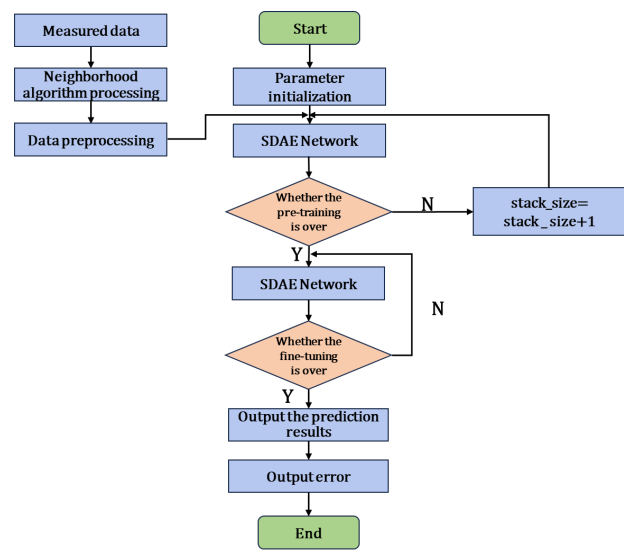 Measured data
Neighborhood
algorithm processing
Data preprocessing
Start
Parameter
initialization
SDAE Network
Whether the
pre-training
is over
N
stack_size=
stack_size+1
Y
SDAE Network
N
Whether the
fine-tuning
is over
Y
Output the prediction
results
Output error
End